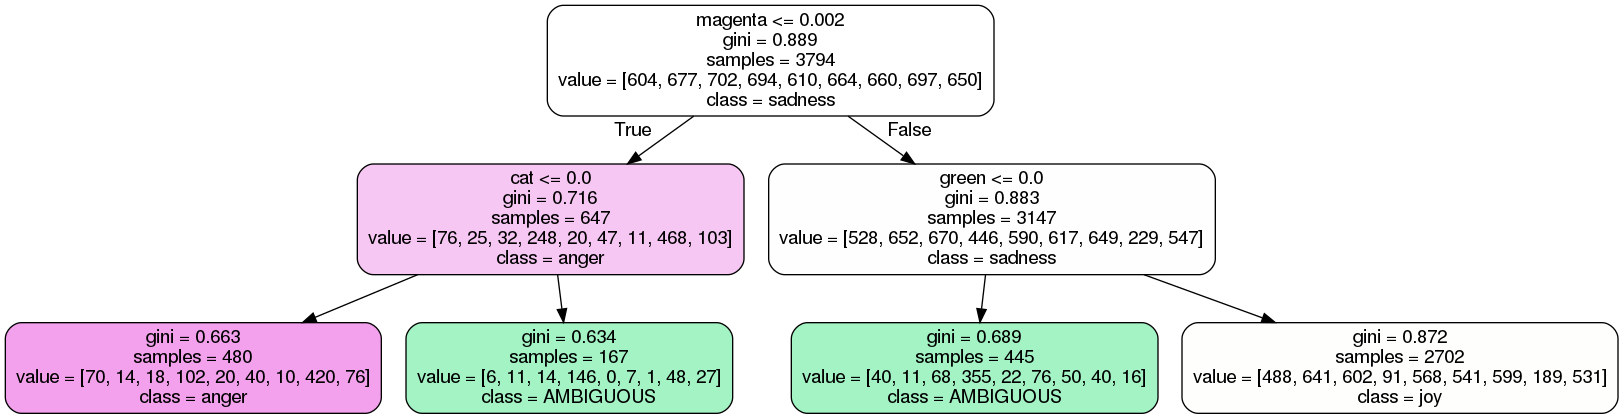 magenta <= 0.002
gini = 0.889
samples = 3794
value = [604, 677, 702, 694, 610, 664, 660, 697, 650]
class = sadness
True
False
cat <= 0.0
gini = 0.716
samples = 647
value = [76, 25, 32, 248, 20, 47, 11, 468, 103]
class = anger
green <= 0.0
gini = 0.883
samples = 3147
value = [528, 652, 670, 446, 590, 617, 649, 229, 547]
class = sadness
gini = 0.663
samples = 480
value = [70, 14, 18, 102, 20, 40, 10, 420, 76]
class = anger
gini = 0.634
samples = 167
value = [6, 11, 14, 146, 0, 7, 1, 48, 27]
class = AMBIGUOUS
gini = 0.689
samples = 445
value = [40, 11, 68, 355, 22, 76, 50, 40, 16]
class = AMBIGUOUS
gini = 0.872
samples = 2702
value = [488, 641, 602, 91, 568, 541, 599, 189, 531]
class = joy